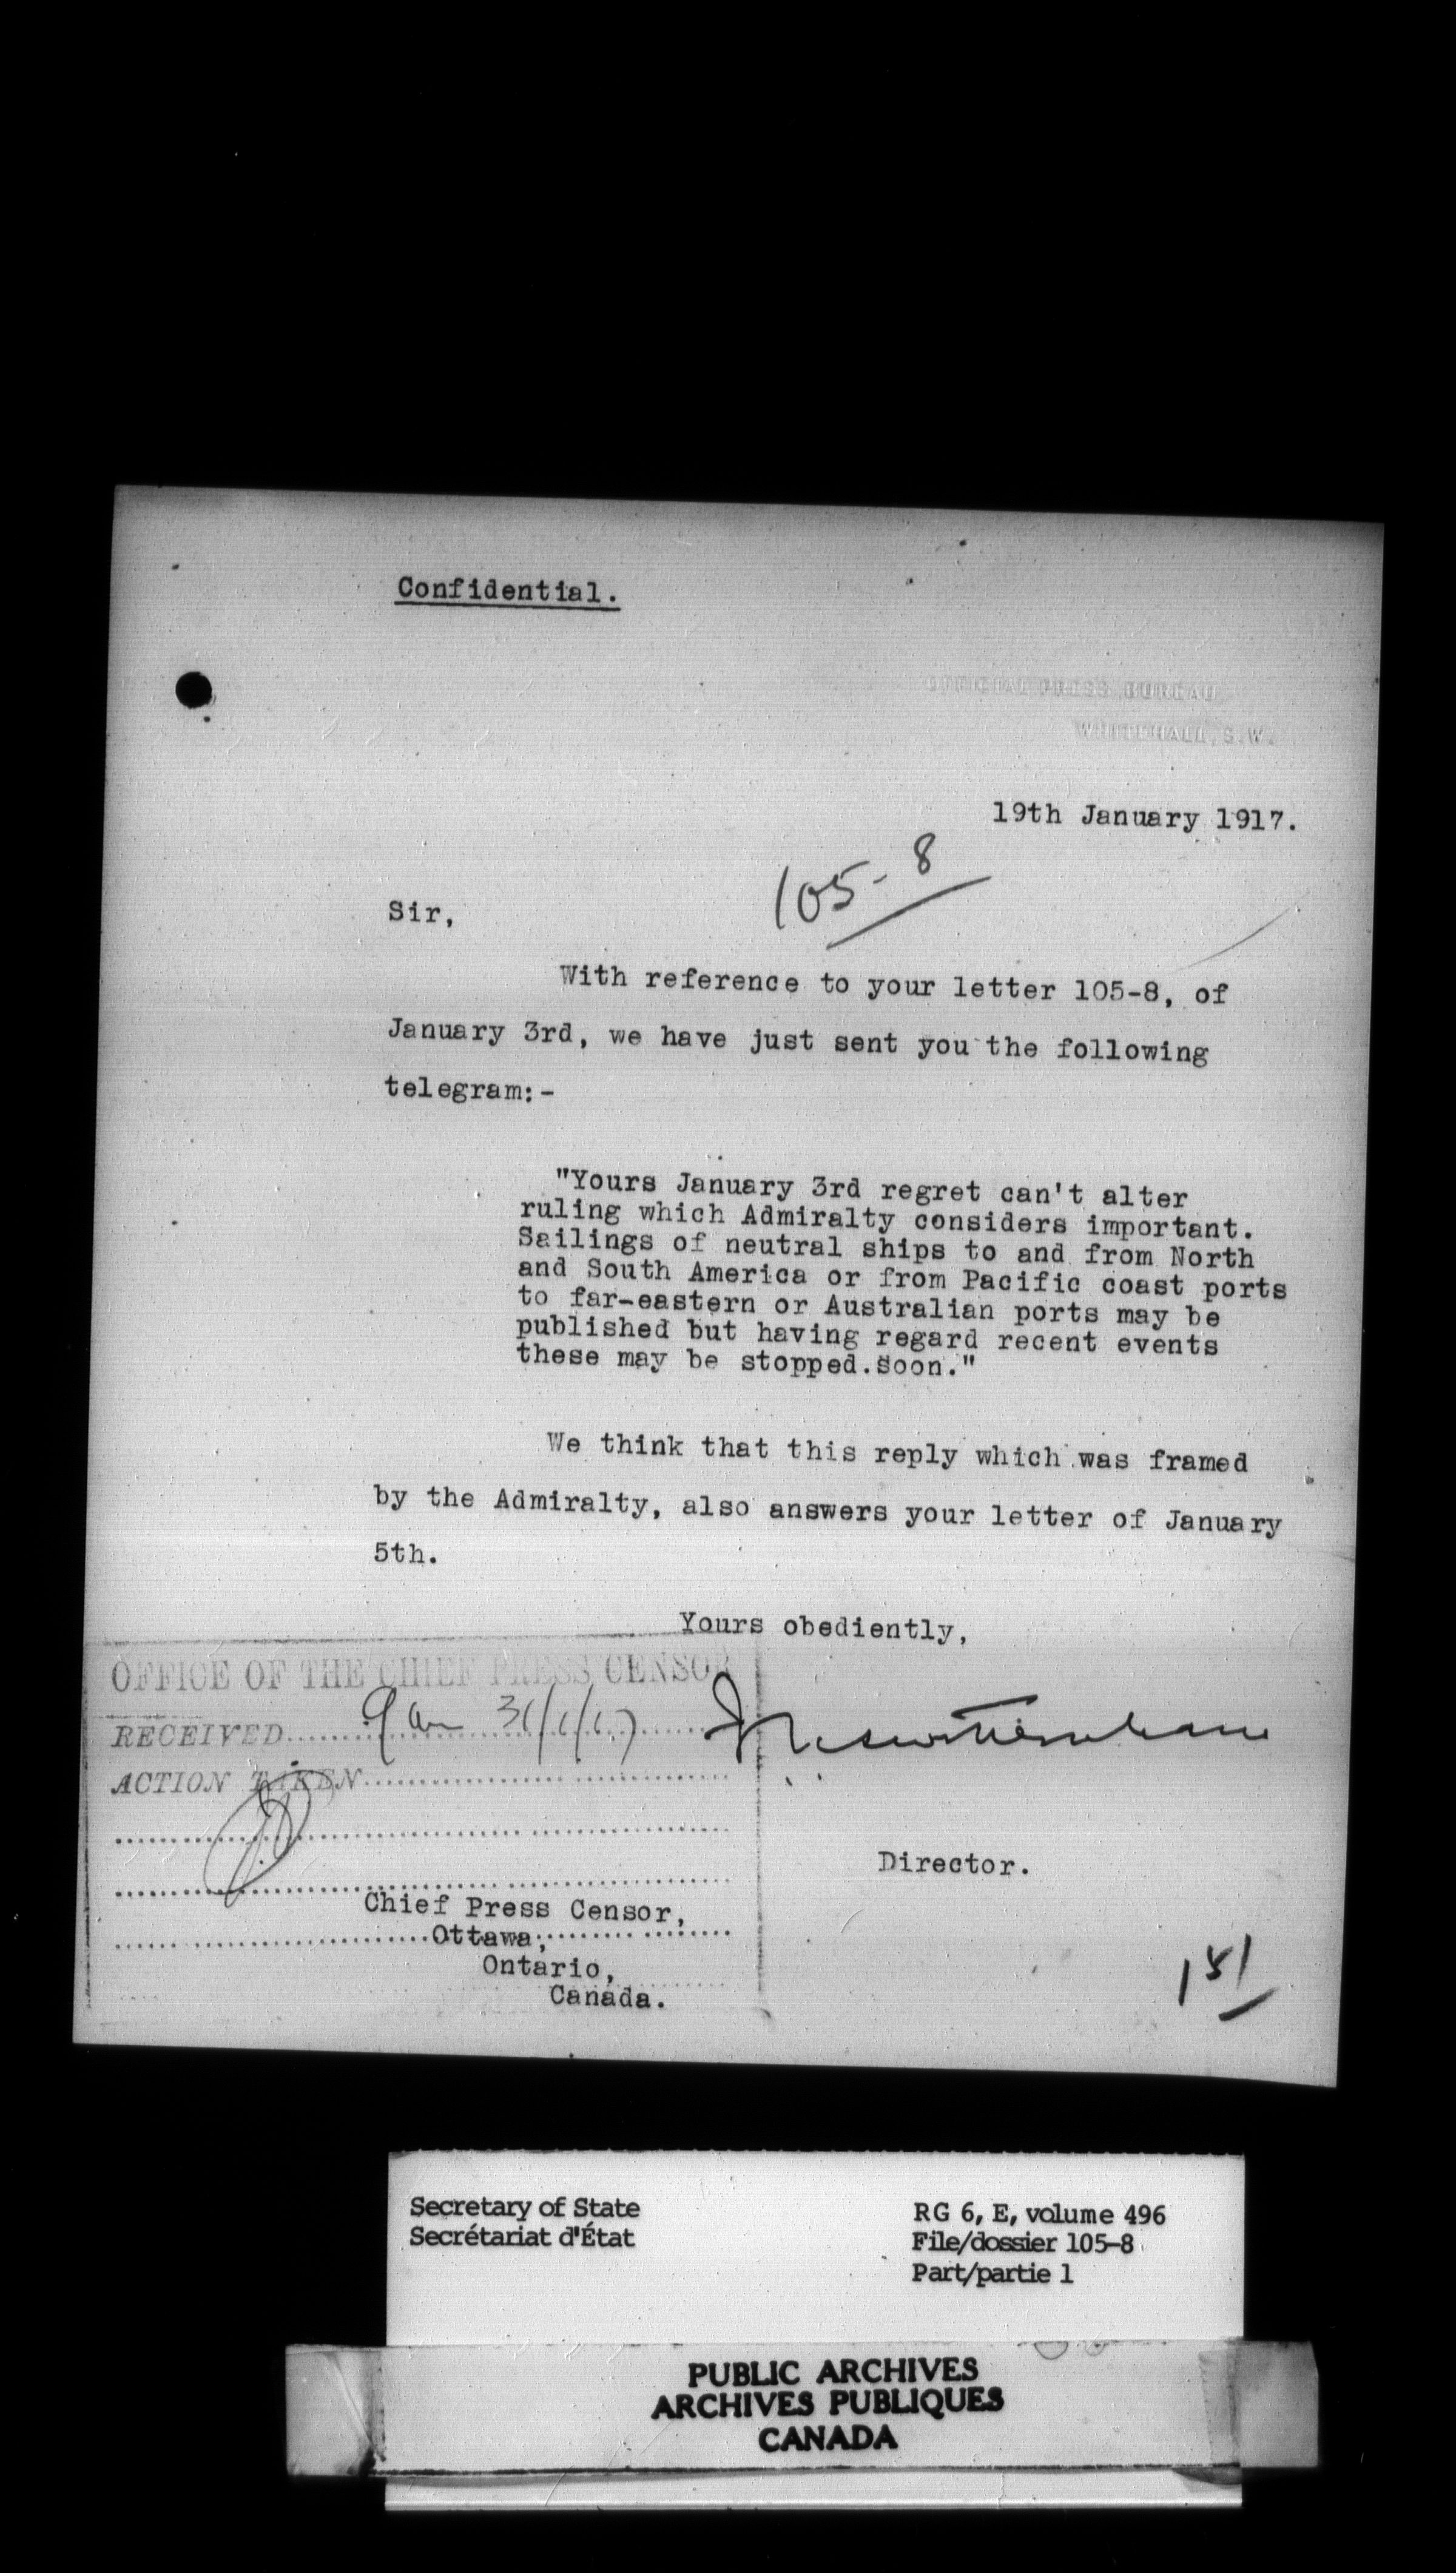 Confidential.
OFFICIAL PRESS BUREAU
WHITEHALL, S.W.
19th January 1917.
105-8
Sir,
With reference to your letter 105-8, of
January 3rd, we have just sent you the following
telegram:-
"Yours January 3rd regret can't alter
ruling which Admiralty considers important.
Sailings of neutral ships to and from North
and South America or from Pacific coast ports
to far-eastern or Australian ports may be
published but having regard recent events
these may be stopped.soon."
We think that this reply which was framed
by the Admiralty, also answers your letter of January
5th.
Yours obediently,
OFFICE OF THE CHIEF PRESS CENSOR
RECEIVED 9 am 31/1/17
ACTION TAKEN
Director.
Chief Press Censor,
Ottawa,
Ontario,
Canada.
151
Secretary of State
Secrétariat d'État
RG 6, E, volume 496
File/dossier 105-8
Part/partie 1
PUBLIC ARCHIVES
ARCHIVES PUBLIQUES
CANADA